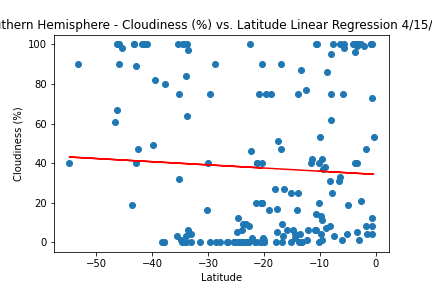 thern Hemisphere - Cloudiness (%) vs. Latitude Linear Regression 4/15/
100
80
60
40
20
0
Cloudiness (%)
−50 −40 −30 −20 −10 0
Latitude